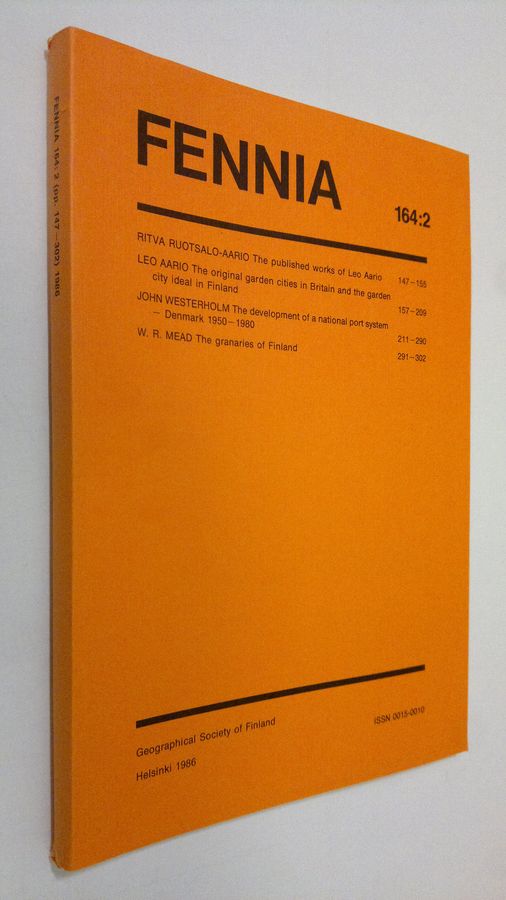 FENNIA 164:2 (pp. 147–302) 1986
FENNIA
164:2
RITVA RUOTSALO-AARIO The published works of Leo Aario 147–155
LEO AARIO The original garden cities in Britain and the garden
city ideal in Finland 157–209
JOHN WESTERHOLM The development of a national port system
– Denmark 1950–1980 211–290
W. R. MEAD The granaries of Finland 291–302
Geographical Society of Finland
ISSN 0015-0010
Helsinki 1986